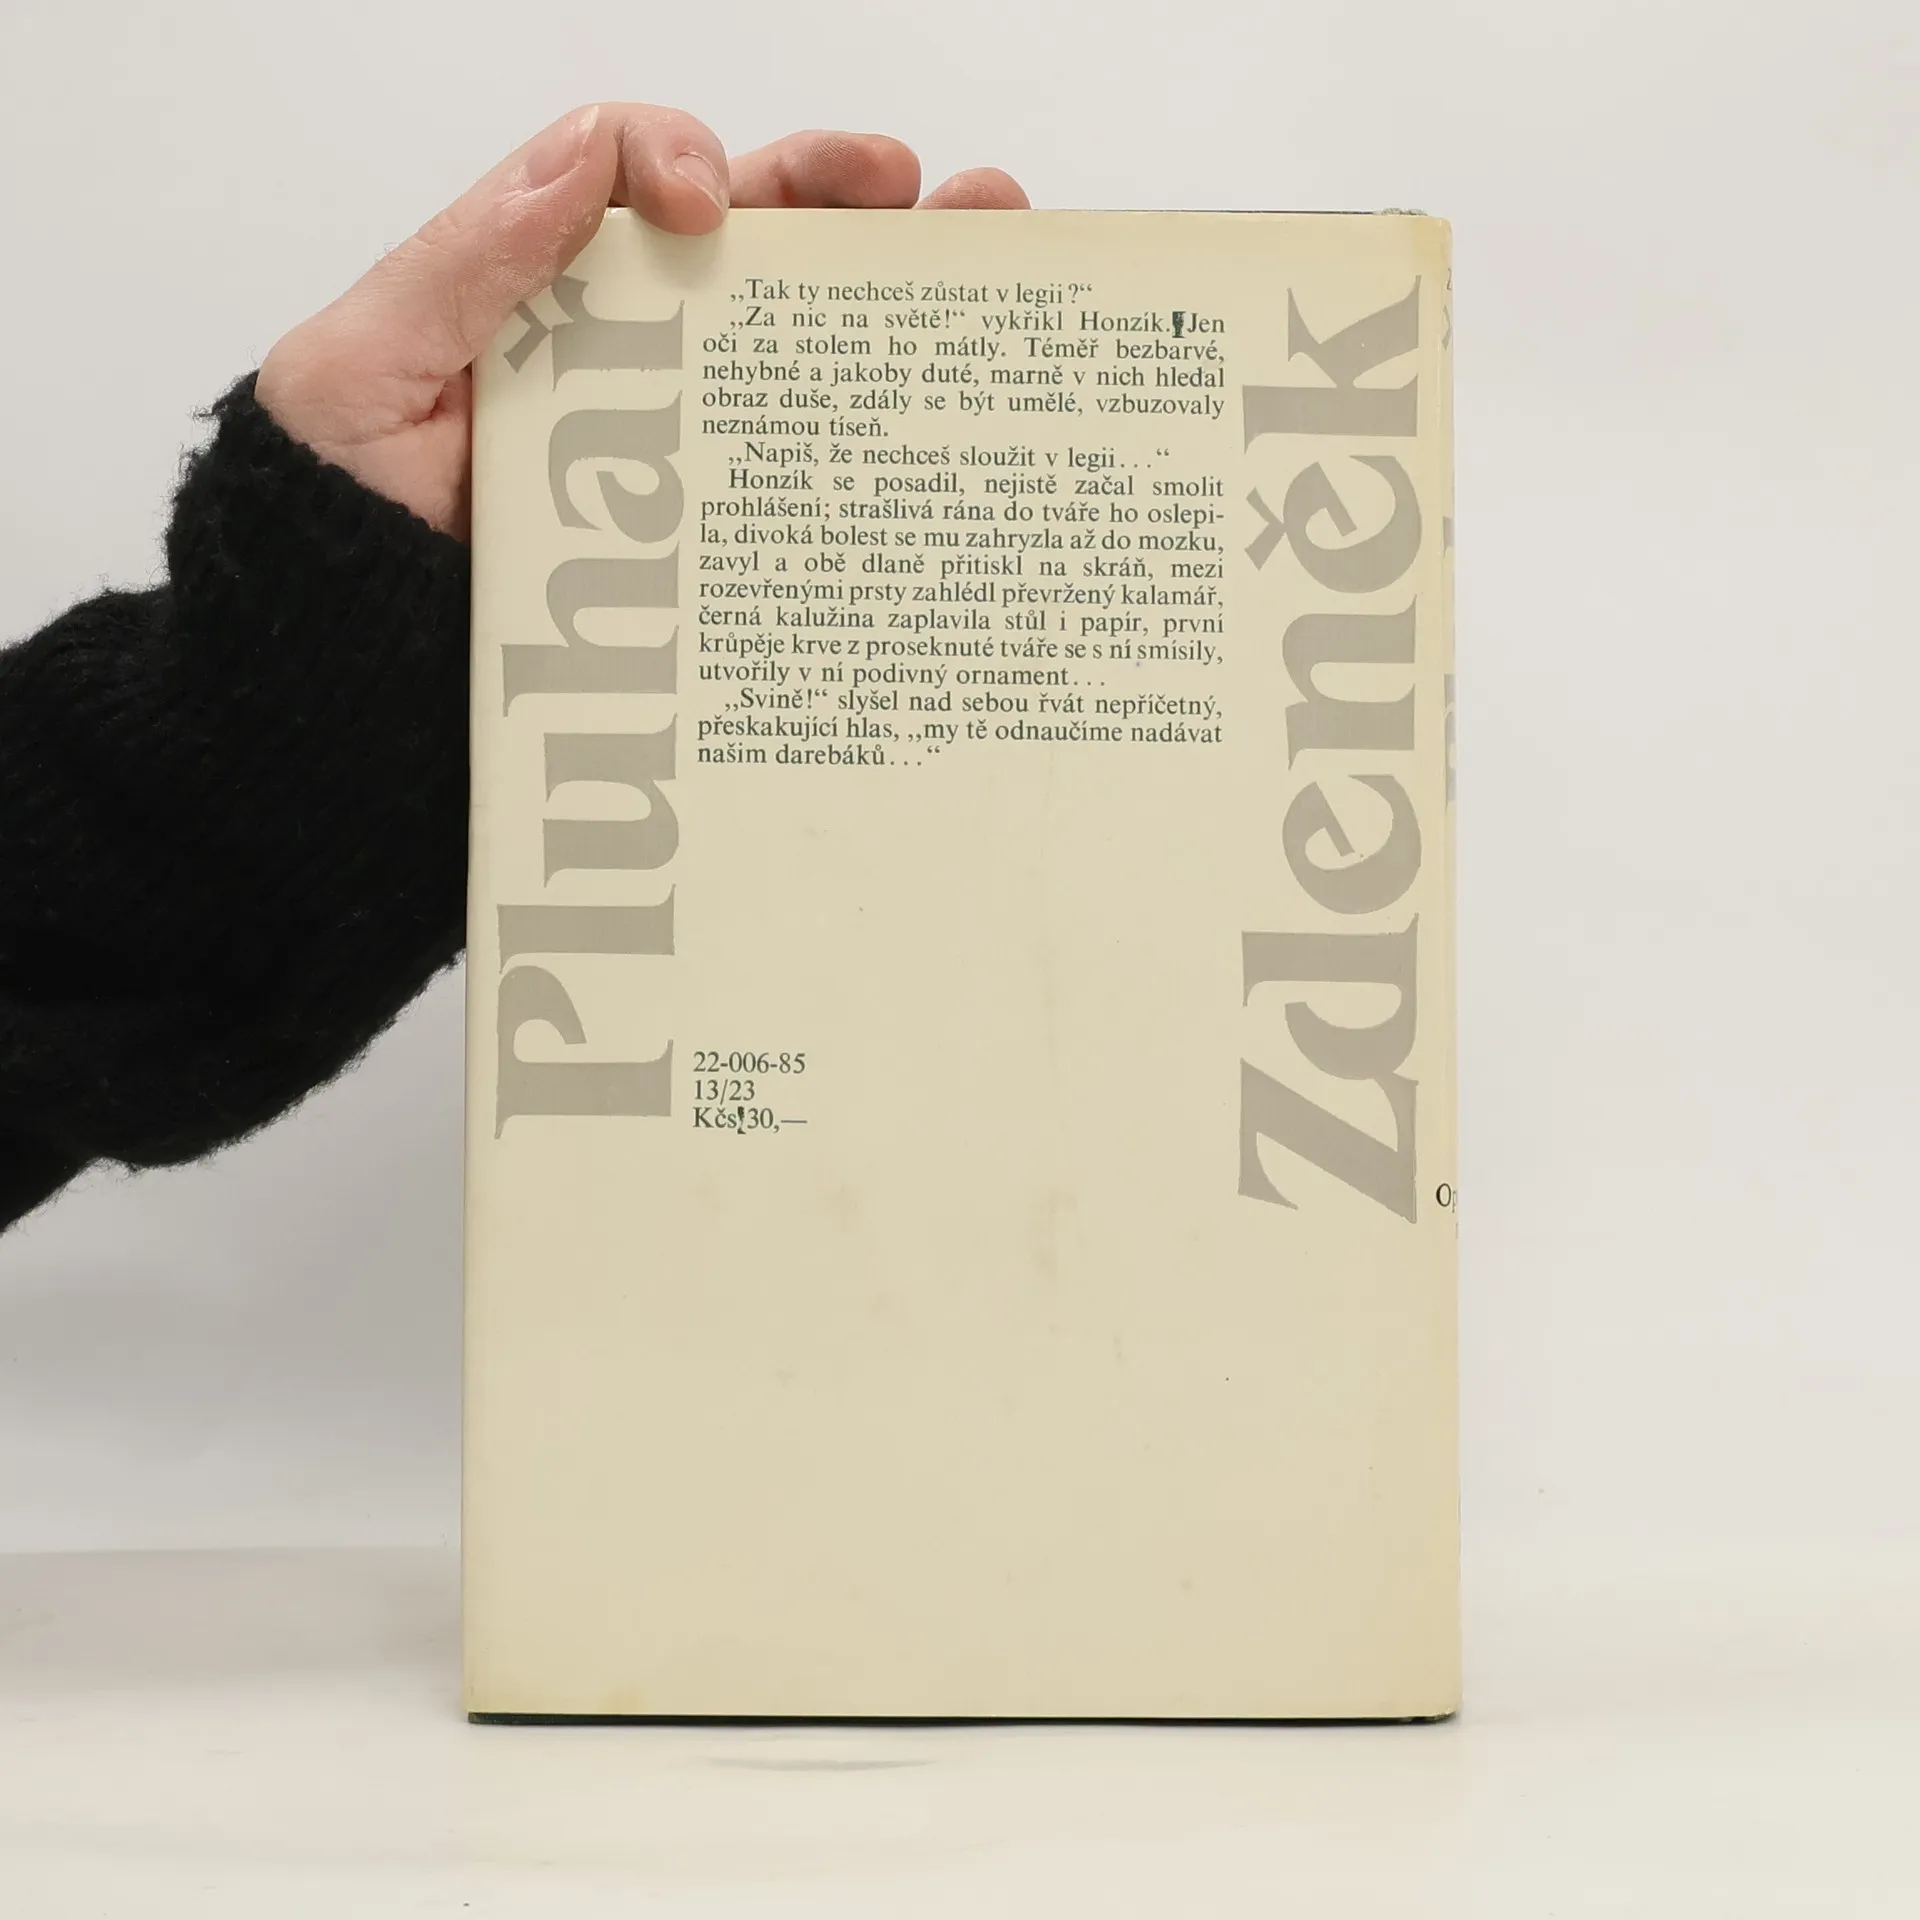 Pluhař
„Tak ty nechceš zůstat v legii?“
„Za nic na světě!“ vykřikl Honzík. Jen
oči za stolem ho mátly. Téměř bezbarvé,
nehybné a jakoby duté, marně v nich hledal
obraz duše, zdály se být umělé, vzbuzovaly
neznámou tíseň.
„Napiš, že nechceš sloužit v legii...“
Honzík se posadil, nejistě začal smolit
prohlášení; strašlivá rána do tváře ho oslepi-
la, divoká bolest se mu zahryzla až do mozku,
zavyl a obě dlaně přitiskl na skráň, mezi
rozevřenými prsty zahlédl převržený kalamář,
černá kalužina zaplavila stůl i papír, první
krůpěje krve z proseknuté tváře se s ní smísily,
utvořily v ní podivný ornament...
„Svině!“ slyšel nad sebou řvát nepříčetný,
přeskakující hlas, „my tě odnaučíme nadávat
našim darebáků...“
22-006-85
13/23
Kčs 30,—
Zdeněk